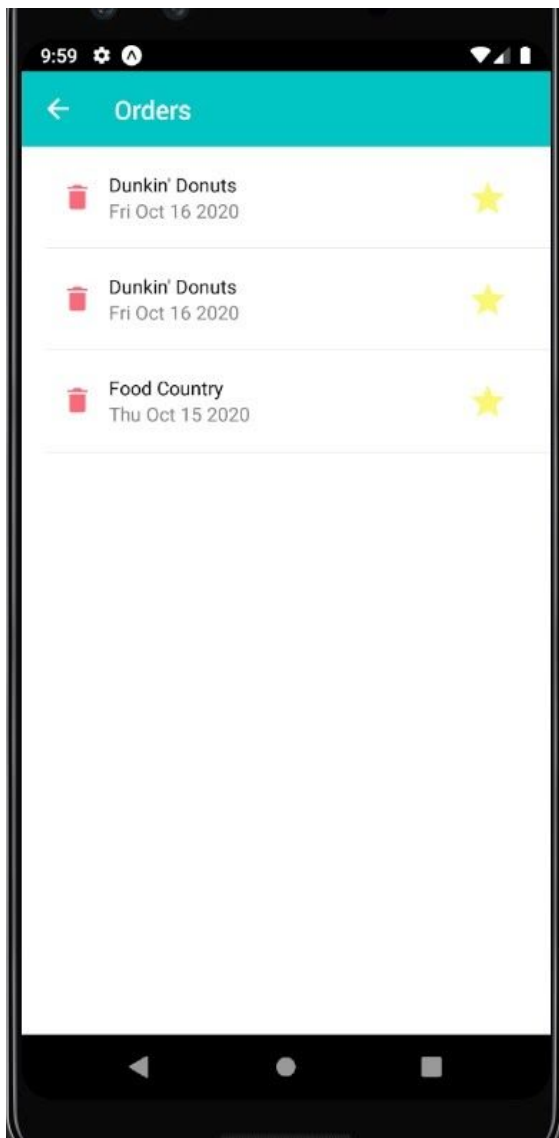 9:59
Orders
Dunkin' Donuts
Fri Oct 16 2020
Dunkin' Donuts
Fri Oct 16 2020
Food Country
Thu Oct 15 2020